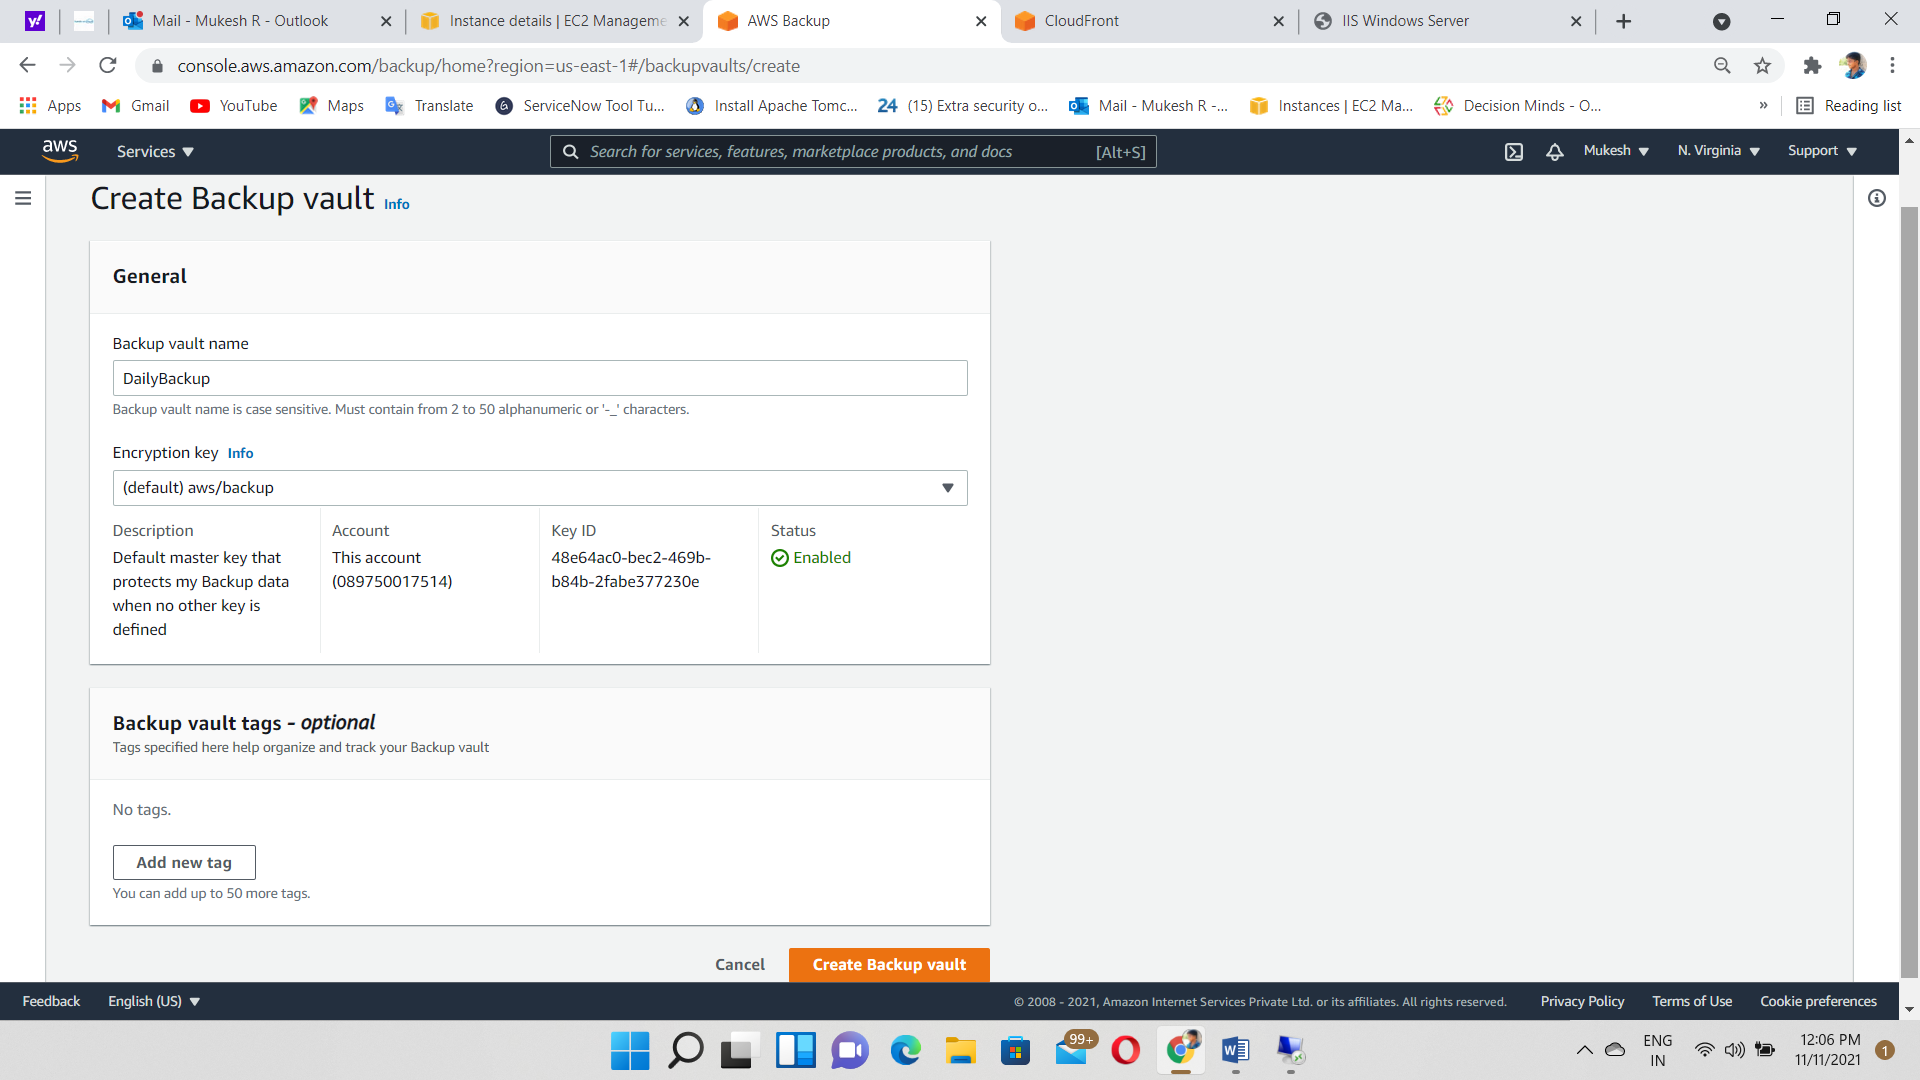 Mail - Mukesh R - Outlook
Instance details | EC2 Manageme
AWS Backup
CloudFront
IIS Windows Server
console.aws.amazon.com/backup/home?region=us-east-1#/backupvaults/create
Apps
Gmail
YouTube
Maps
Translate
ServiceNow Tool Tu...
Install Apache Tomc...
24 (15) Extra security o...
Mail - Mukesh R -...
Instances | EC2 Ma...
Decision Minds - O...
»
Reading list
aws
Services
Search for services, features, marketplace products, and docs
[Alt+S]
Mukesh
N. Virginia
Support
Create Backup vault Info
General
Backup vault name
DailyBackup
Backup vault name is case sensitive. Must contain from 2 to 50 alphanumeric or '-_' characters.
Encryption key Info
(default) aws/backup
Description
Default master key that
protects my Backup data
when no other key is
defined
Account
This account
(089750017514)
Key ID
48e64ac0-bec2-469b-
b84b-2fabe377230e
Status
Enabled
Backup vault tags - optional
Tags specified here help organize and track your Backup vault
No tags.
Add new tag
You can add up to 50 more tags.
Cancel
Create Backup vault
Feedback
English (US)
© 2008 - 2021, Amazon Internet Services Private Ltd. or its affiliates. All rights reserved.
Privacy Policy
Terms of Use
Cookie preferences
99+
ENG
IN
12:06 PM
11/11/2021
1